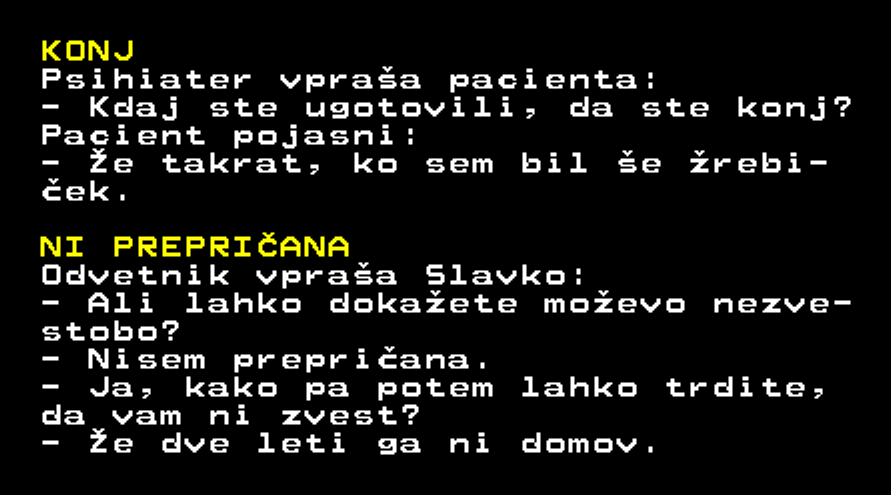 KONJ
Psihiater vpraša pacienta:
- Kdaj ste ugotovili, da ste konj?
Pacient pojasni:
- Že takrat, ko sem bil še žrebi-
ček.
NI PREPRIČANA
Odvetnik vpraša Slavko:
- Ali lahko dokažete moževo nezve-
stobo?
- Nisem prepričana.
- Ja, kako pa potem lahko trdite,
da vam ni zvest?
- Že dve leti ga ni domov.